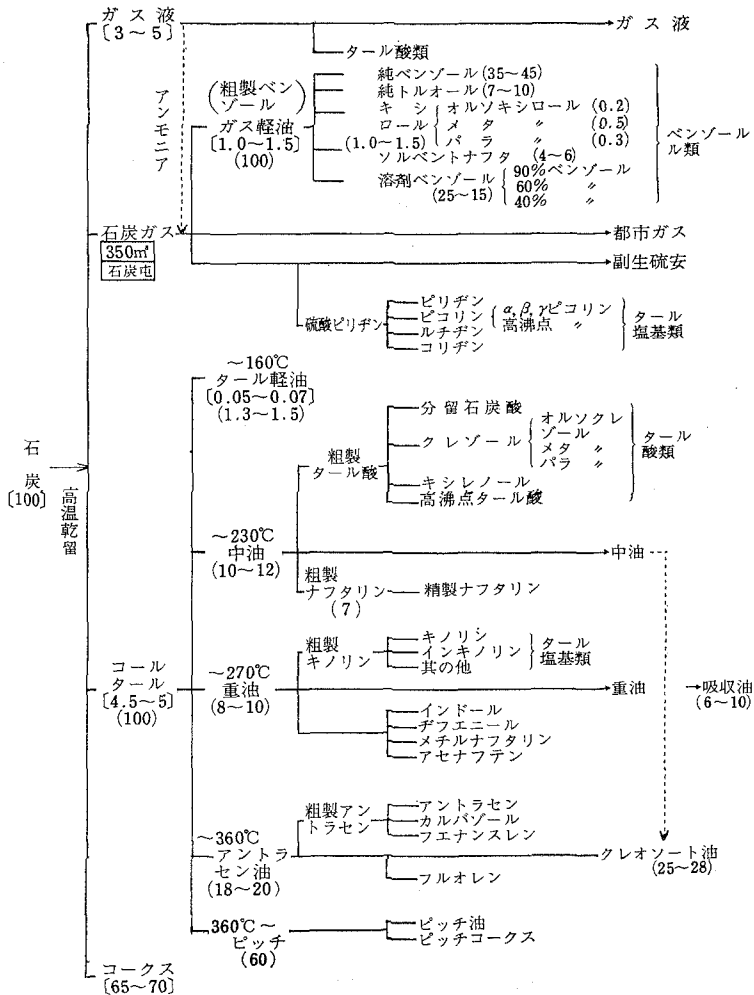 ガス液
〔3～5〕
ガス液
タール酸類
アンモニア
(粗製ベンゾール)
ガス軽油
〔1.0～1.5〕
(100)
純ベンゾール(35～45)
純トルオール(7～10)
キシロール
(1.0～1.5)
オルソキシロール (0.2)
メタ 〃 (0.5)
パラ 〃 (0.3)
ソルベントナフタ (4～6)
溶剤ベンゾール
(25～15)
90%ベンゾール
60% 〃
40% 〃
ベンゾール類
石炭ガス
350㎥
石炭屯
都市ガス
副生硫安
硫酸ピリヂン
ピリヂン
ピコリン
ルチヂン
コリヂン
α,β,γピコリン
高沸点 〃
タール
塩基類
石炭
〔100〕
高温乾留
～160℃
タール軽油
〔0.05～0.07〕
(1.3～1.5)
～230℃
中油
(10～12)
粗製
タール酸
分留石炭酸
クレゾール
オルソクレ
ゾール
メタ 〃
パラ 〃
キシレノール
高沸点タール酸
タール
酸類
中油
粗製
ナフタリン
(7)
精製ナフタリン
コール
タール
〔4.5～5〕
(100)
～270℃
重油
(8～10)
粗製
キノリン
キノリシ
インキノリン
其の他
タール
塩基類
重油
吸収油
(6～10)
インドール
ヂフエニール
メチルナフタリン
アセナフテン
～360℃
アントラ
セン油
(18～20)
粗製アン
トラセン
アントラセン
カルバゾール
フエナンスレン
クレオソート油
(25～28)
フルオレン
360℃～
ピッチ
(60)
ピッチ油
ピッチコークス
コークス
〔65～70〕